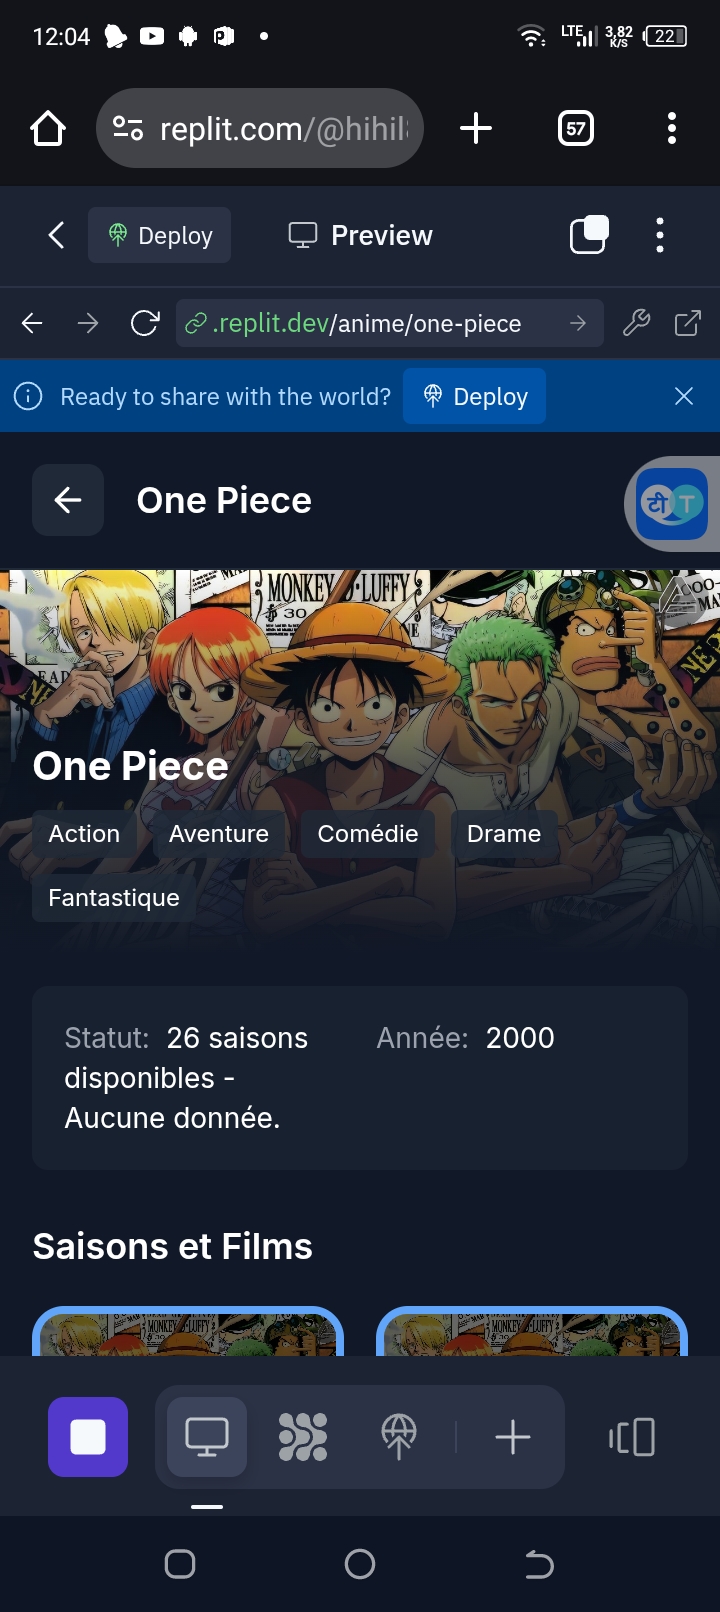 12:04
LTE
3,82
K/S
22
replit.com/@hihil
57
Deploy
Preview
.replit.dev/anime/one-piece
Ready to share with the world?
Deploy
One Piece
टी T
MONKEY D. LUFFY
30
One Piece
Action
Aventure
Comédie
Drame
Fantastique
Statut: 26 saisons
disponibles -
Aucune donnée.
Année: 2000
Saisons et Films